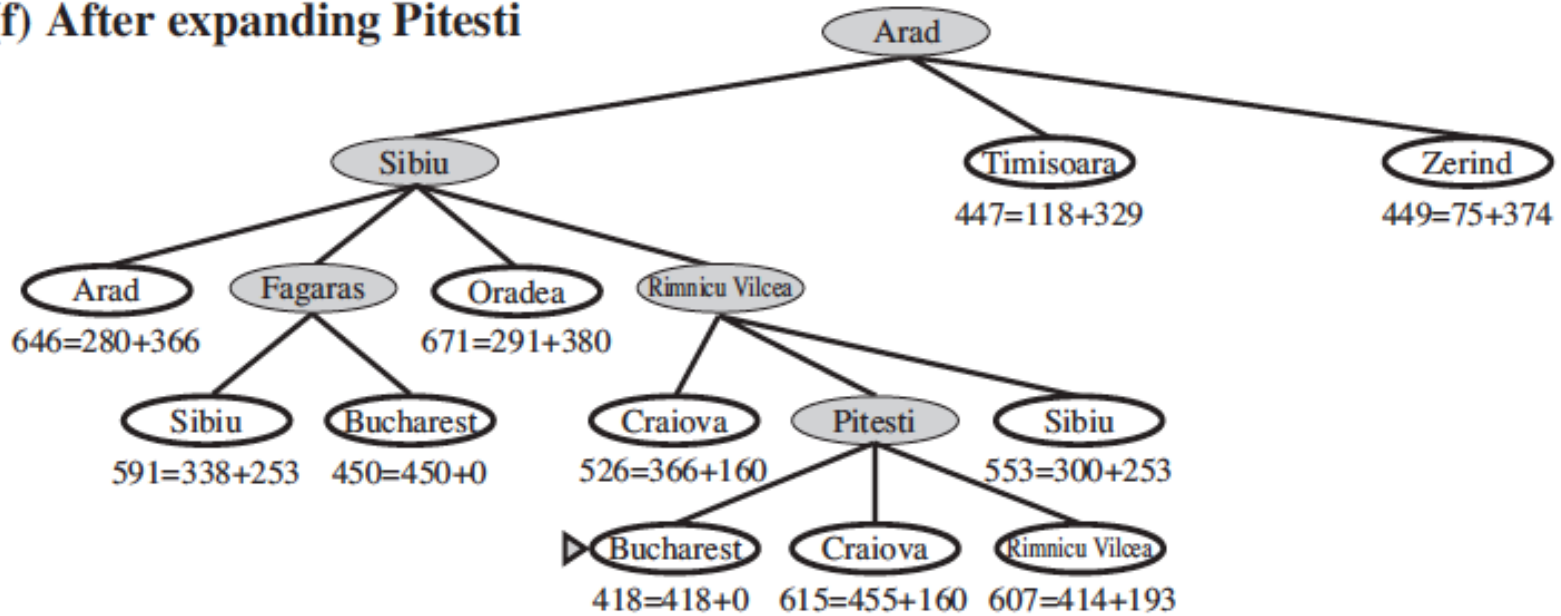 f) After expanding Pitesti
Arad
Sibiu Timisoara Zerind
447=118+329 449=75+374
Arad Fagaras Oradea Rimnicu Vilcea
646=280+366 671=291+380
Sibiu Bucharest Craiova Pitesti Sibiu
591=338+253 450=450+0 526=366+160 553=300+253
Bucharest Craiova Rimnicu Vilcea
418=418+0 615=455+160 607=414+193